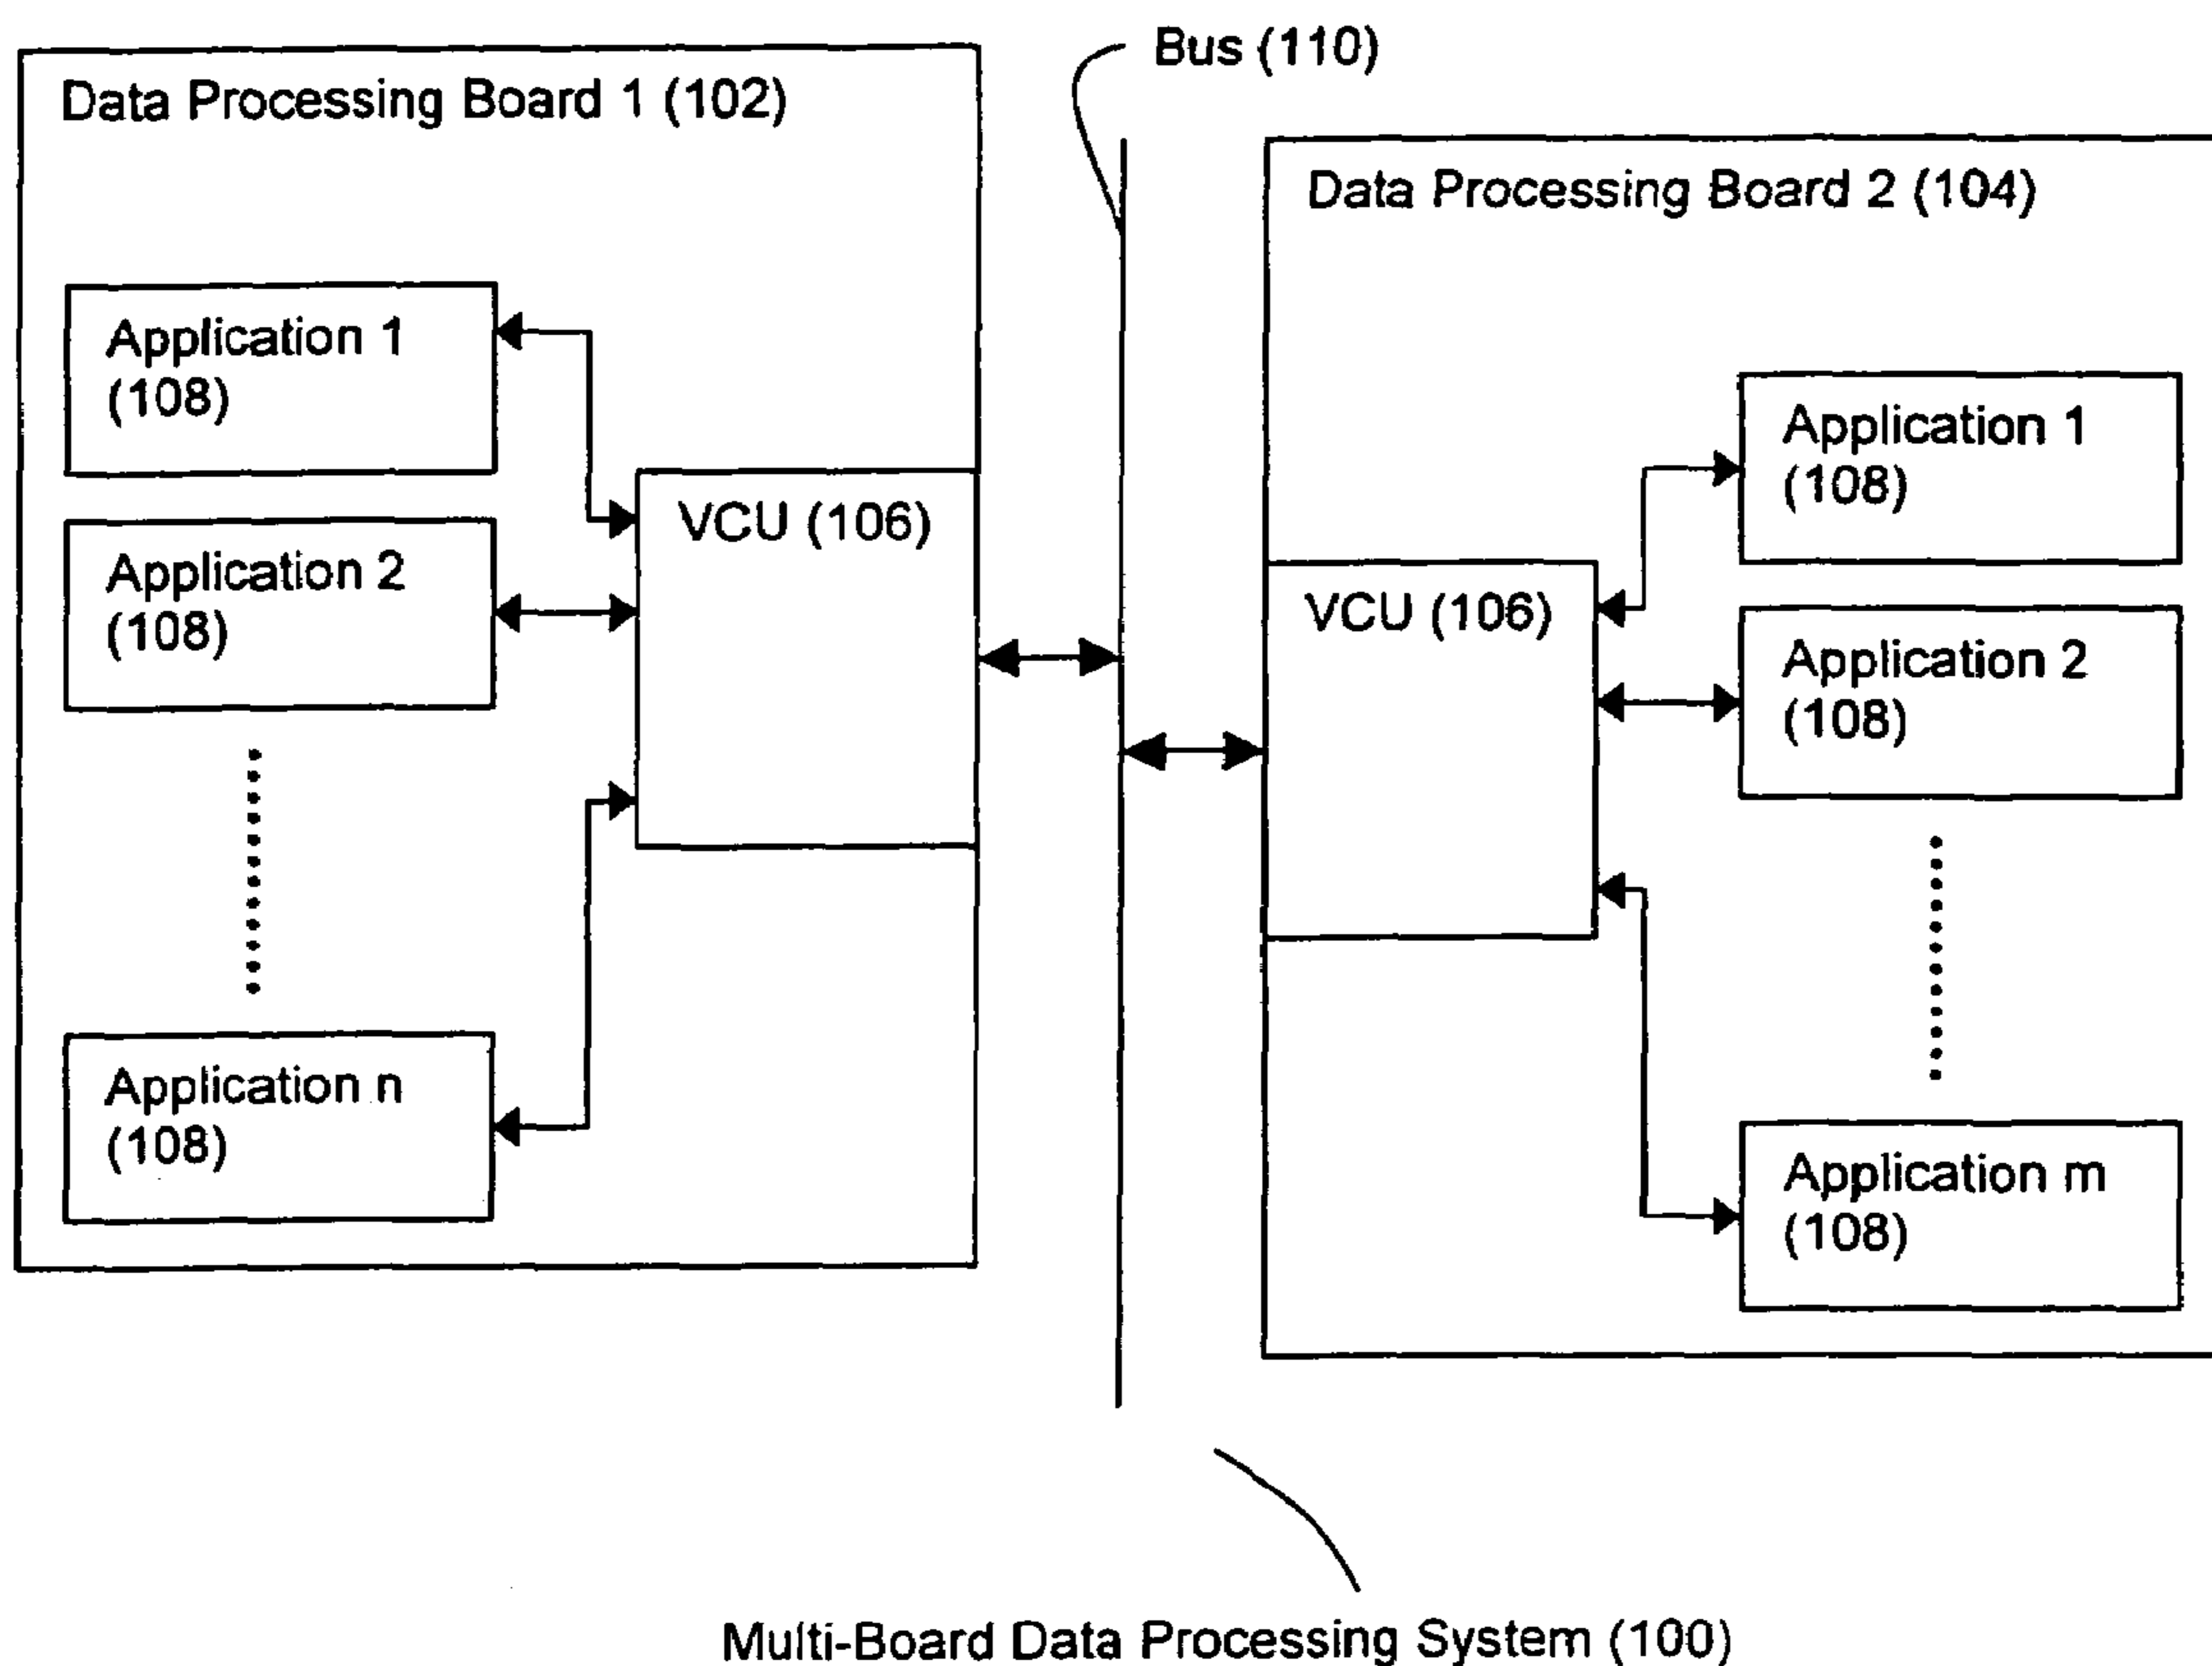 Bus (110)
Data Processing Board 1 (102)
Application 1
(108)
VCU (106)
Application 2
(108)
Application n
(108)
Data Processing Board 2 (104)
Application 1
(108)
VCU (106)
Application 2
(108)
Application m
(108)
Multi-Board Data Processing System (100)